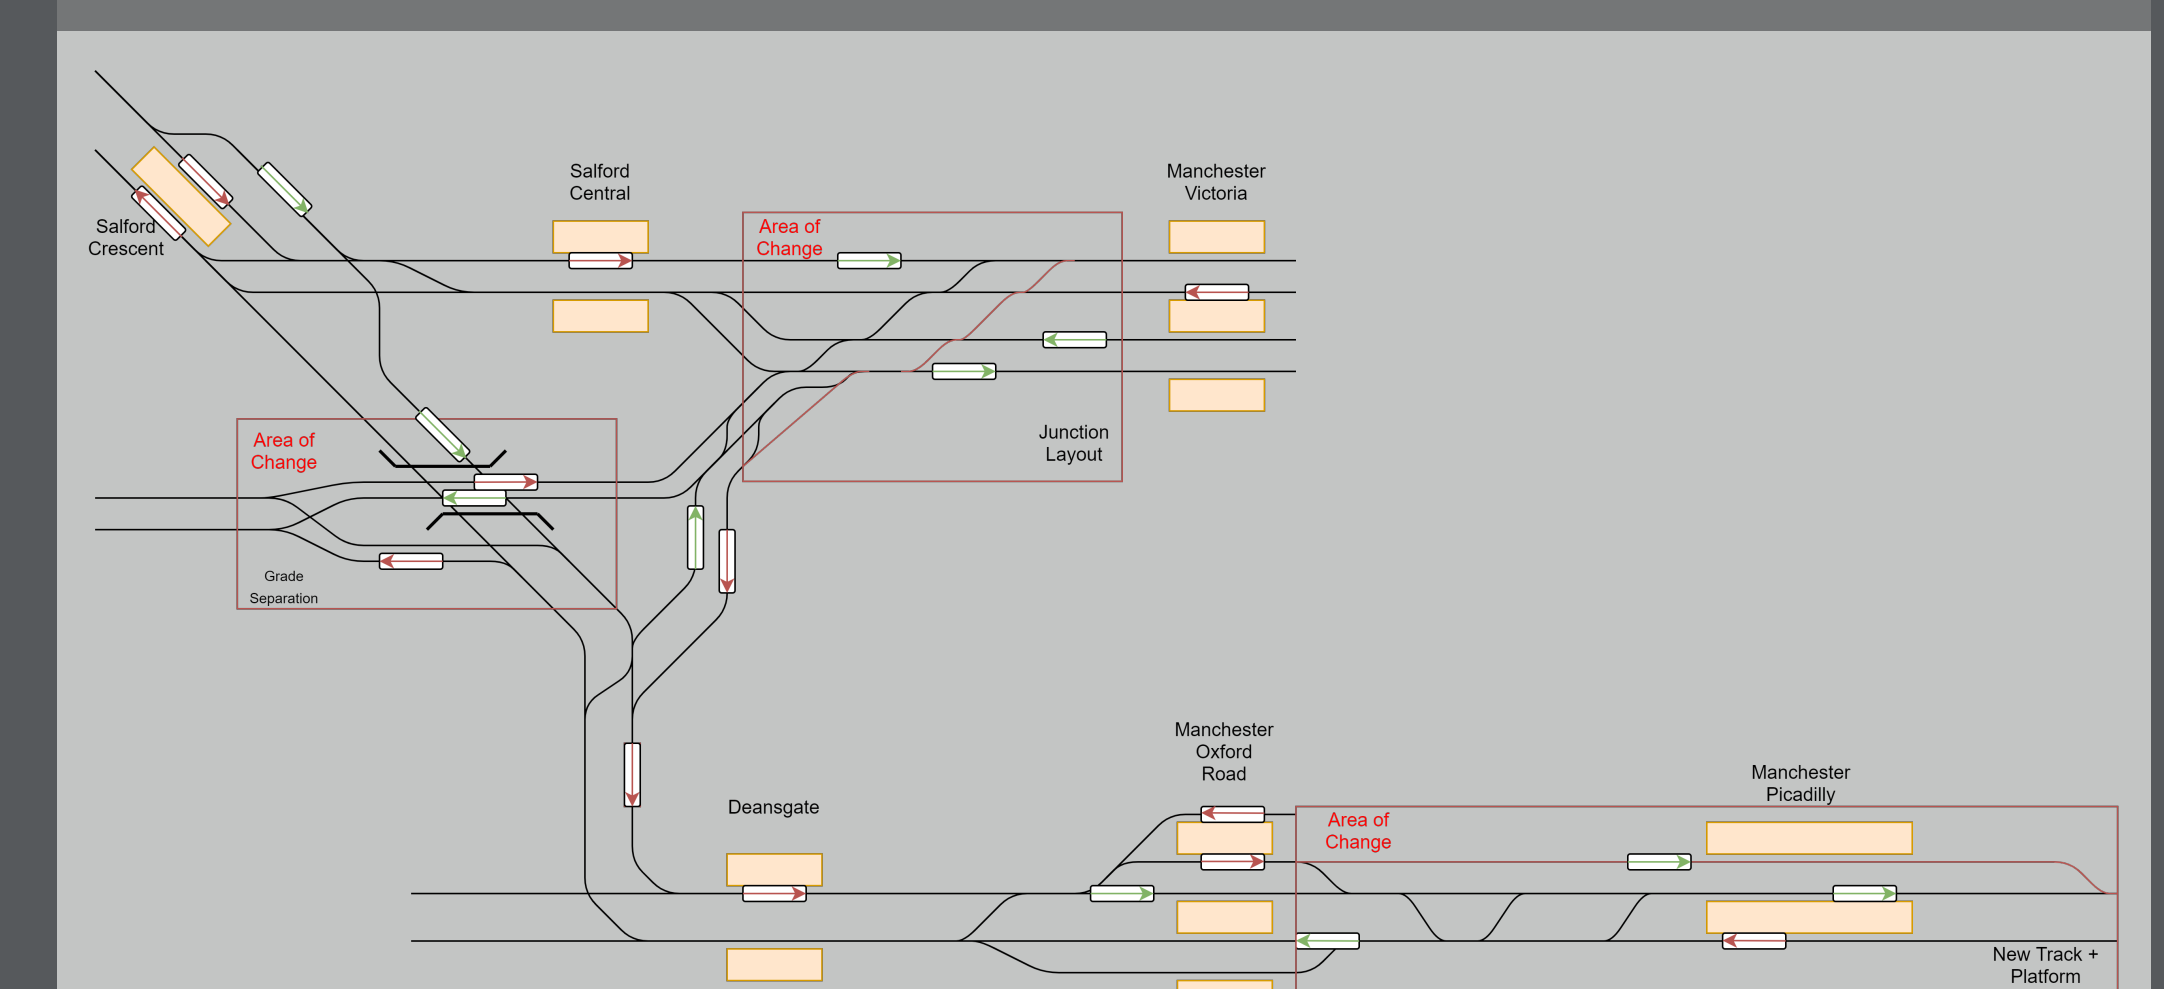 Salford
Central
Manchester
Victoria
Salford
Crescent
Area of
Change
Junction
Layout
Area of
Change
Grade
Separation
Manchester
Oxford
Road
Manchester
Picadilly
Deansgate
Area of
Change
New Track +
Platform